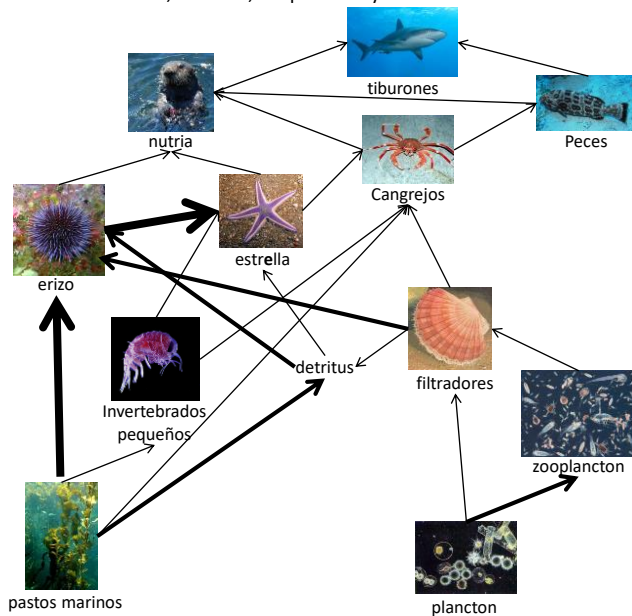 tiburones
nutria
Peces
Cangrejos
estrella
erizo
detritus
filtradores
Invertebrados
pequeños
zooplancton
pastos marinos
plancton